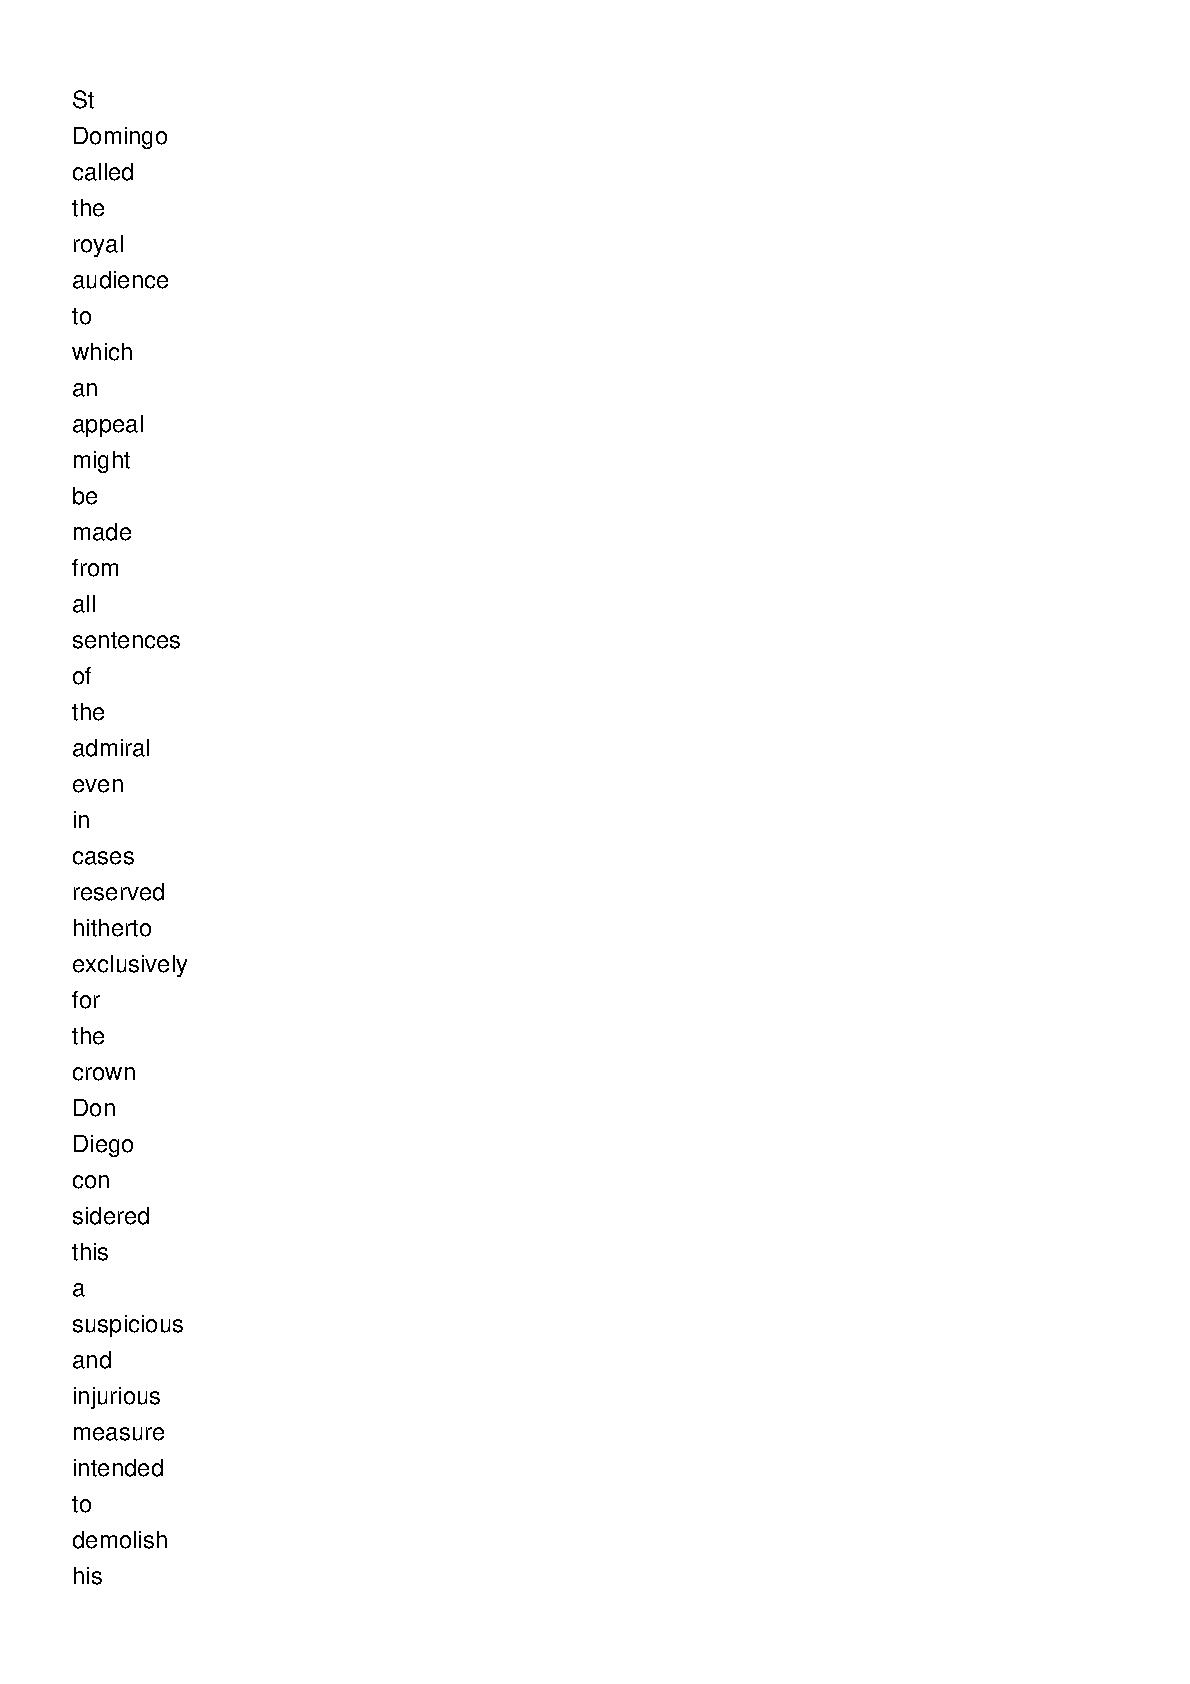 St
Domingo
called
the
royal
audience
to
which
an
appeal
might
be
made
from
all
sentences
of
the
admiral
even
in
cases
reserved
hitherto
exclusively
for
the
crown
Don
Diego
con
sidered
this
a
suspicious
and
injurious
measure
intended
to
demolish
his